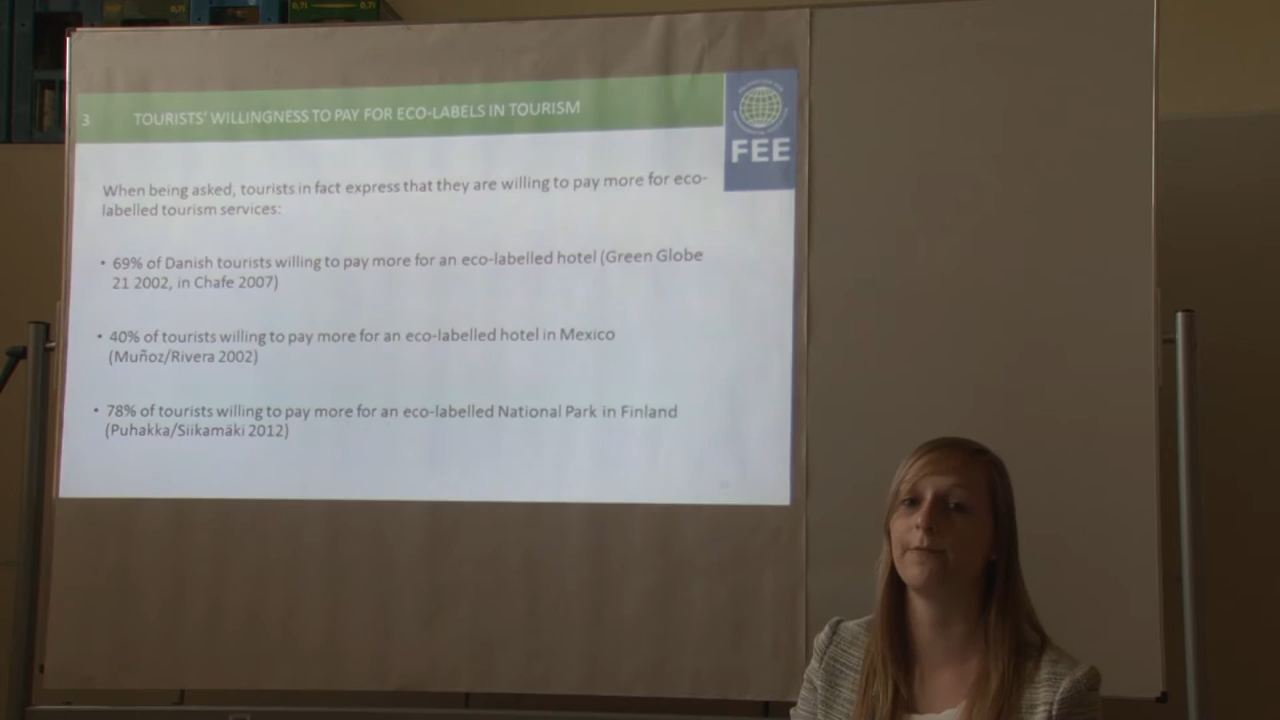 0,7l 0,7l
3 TOURISTS' WILLINGNESS TO PAY FOR ECO-LABELS IN TOURISM
FEE
When being asked, tourists in fact express that they are willing to pay more for eco-
labelled tourism services:
• 69% of Danish tourists willing to pay more for an eco-labelled hotel (Green Globe
21 2002, in Chafe 2007)
• 40% of tourists willing to pay more for an eco-labelled hotel in Mexico
(Muñoz/Rivera 2002)
• 78% of tourists willing to pay more for an eco-labelled National Park in Finland
(Puhakka/Siikamäki 2012)